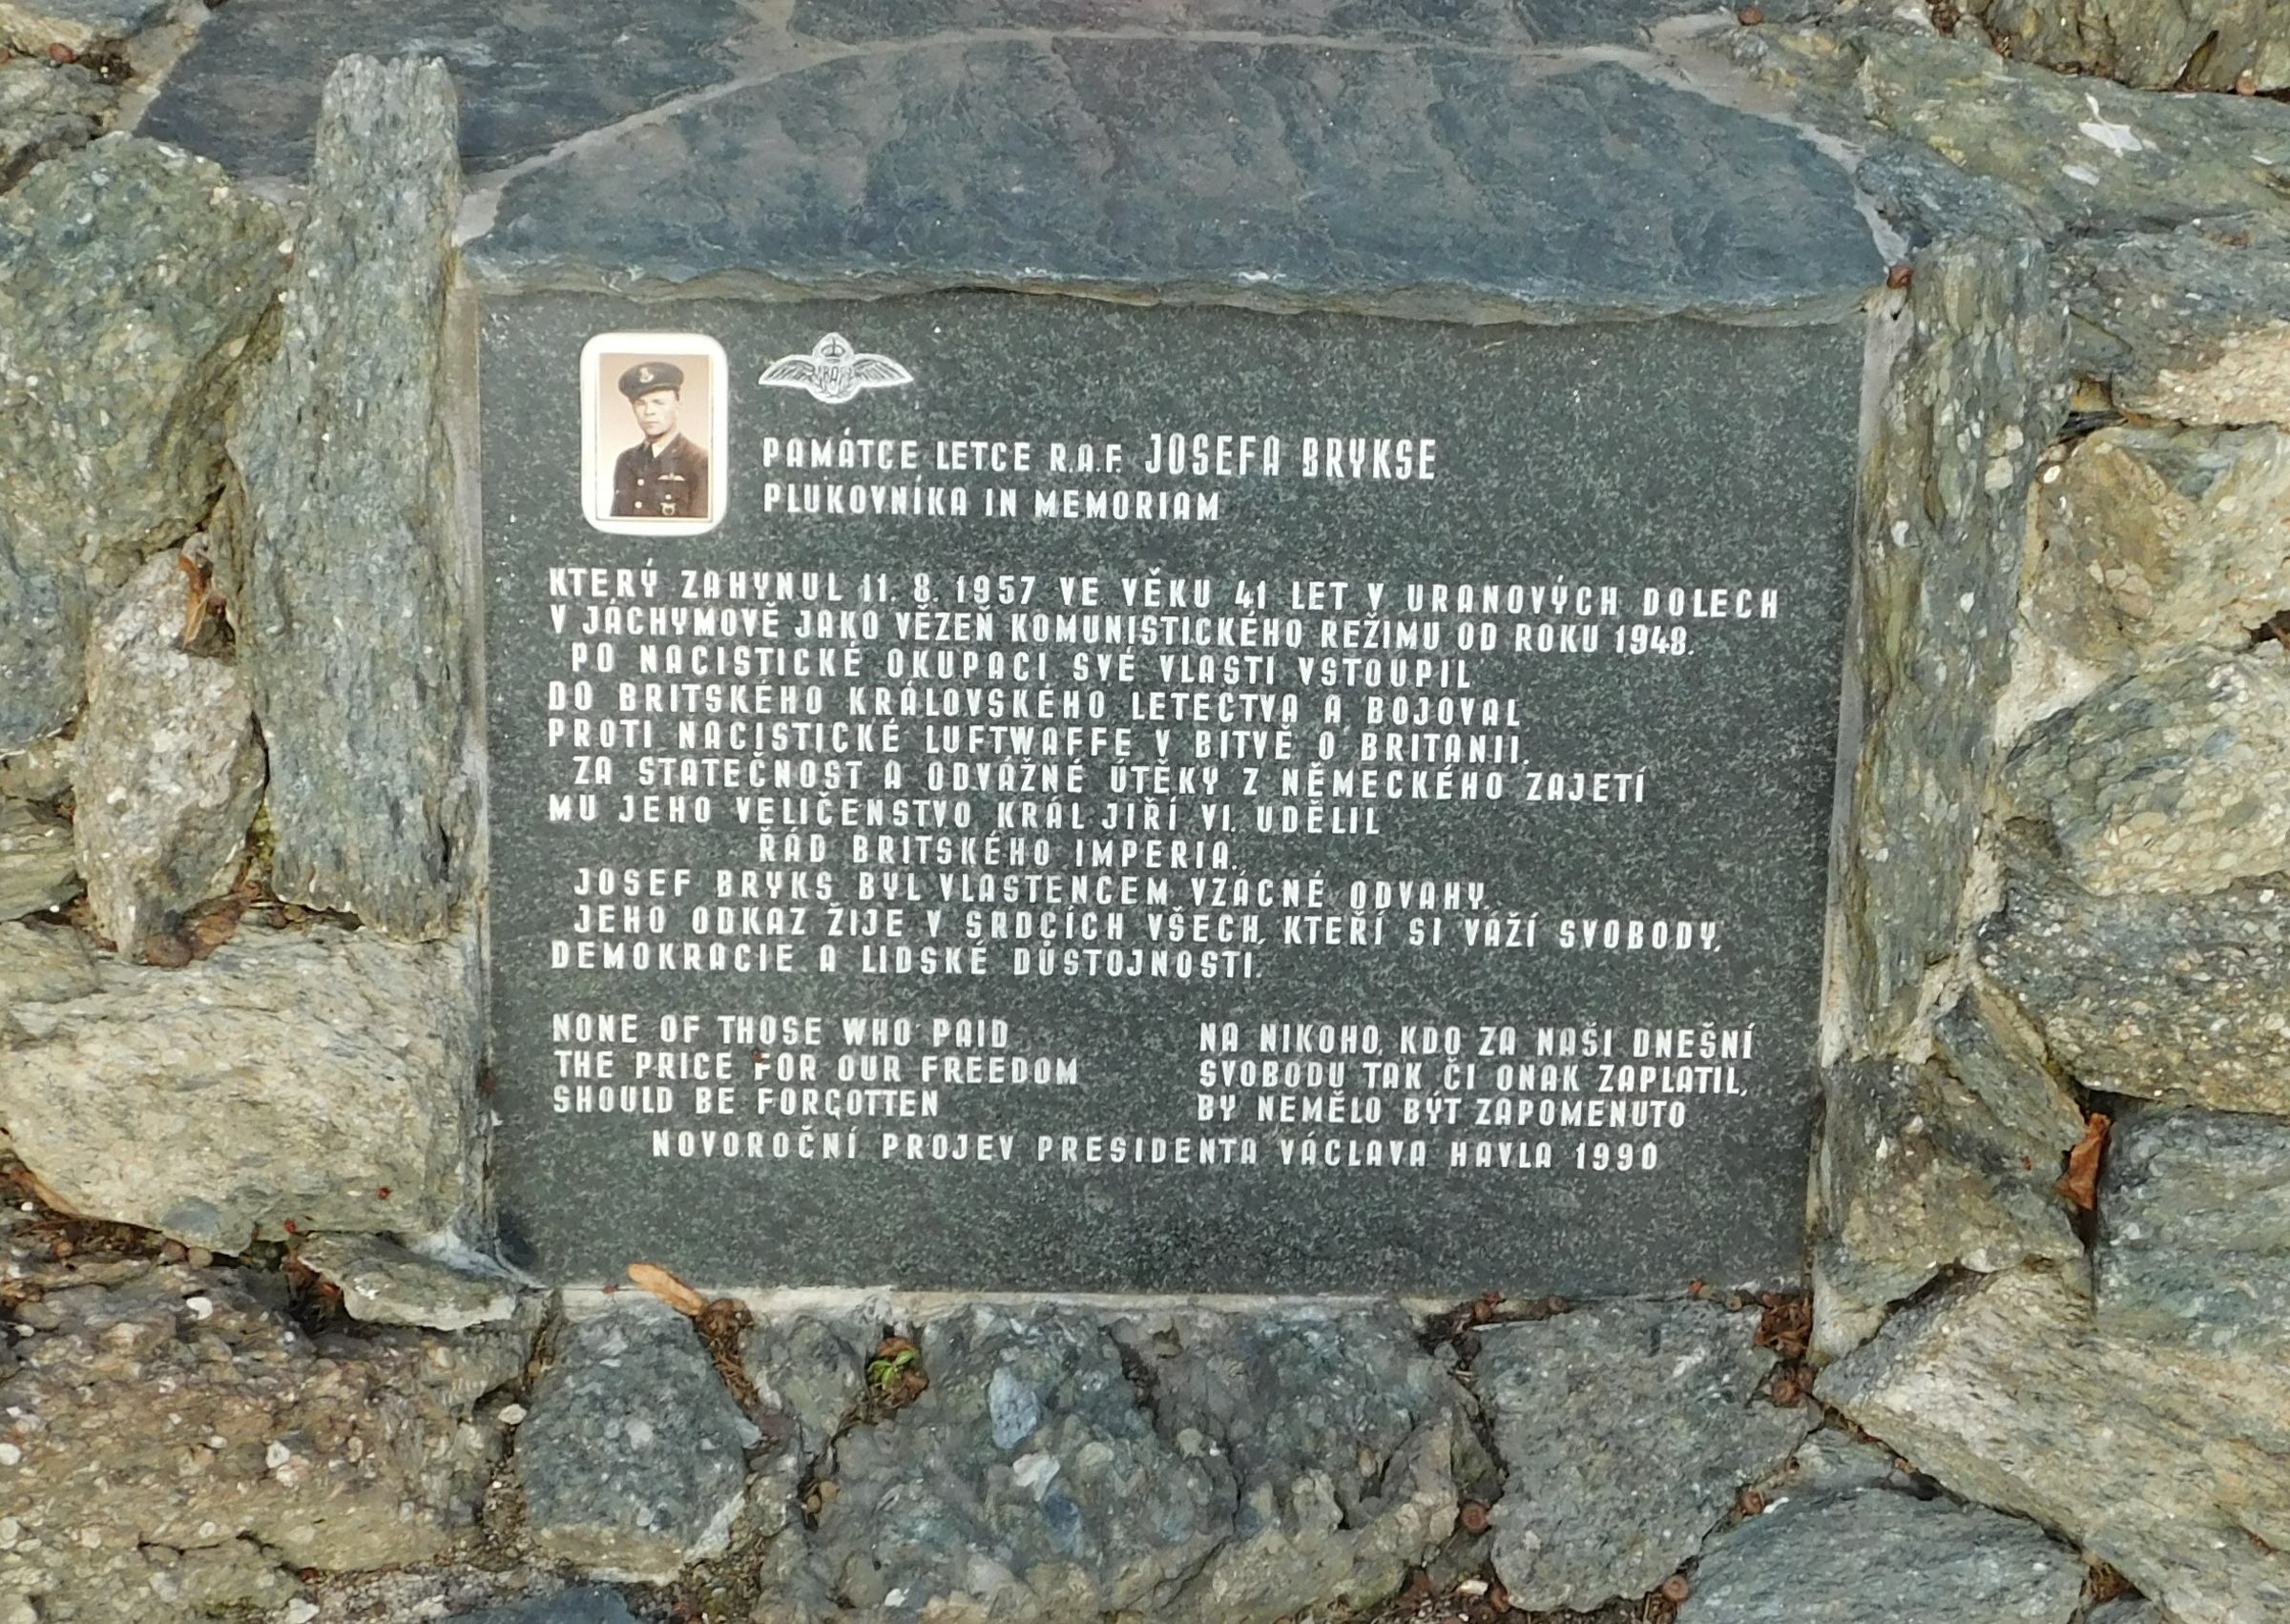 PAMÁTCE LETCE R.A.F. JOSEFA BRYKSE
PLUKOVNÍKA IN MEMORIAM
KTERÝ ZAHYNUL 11. 8. 1957 VE VĚKU 41 LET V URANOVÝCH DOLECH
V JÁCHYMOVĚ JAKO VĚZEŇ KOMUNISTICKÉHO REŽIMU OD ROKU 1948.
PO NACISTICKÉ OKUPACI SVÉ VLASTI VSTOUPIL
DO BRITSKÉHO KRÁLOVSKÉHO LETECTVA A BOJOVAL
PROTI NACISTICKÉ LUFTWAFFE V BITVĚ O BRITANII.
ZA STATEČNOST A ODVÁŽNÉ ÚTĚKY Z NĚMECKÉHO ZAJETÍ
MU JEHO VELIČENSTVO KRÁL JIŘÍ VI. UDĚLIL
ŘÁD BRITSKÉHO IMPERIA.
JOSEF BRYKS BYL VLASTENCEM VZÁCNÉ ODVAHY.
JEHO ODKAZ ŽIJE V SRDCÍCH VŠECH, KTEŘÍ SI VÁŽÍ SVOBODY,
DEMOKRACIE A LIDSKÉ DŮSTOJNOSTI.
NONE OF THOSE WHO PAID
THE PRICE FOR OUR FREEDOM
SHOULD BE FORGOTTEN
NA NIKOHO, KDO ZA NAŠI DNEŠNÍ
SVOBODU TAK ČI ONAK ZAPLATIL,
BY NEMĚLO BÝT ZAPOMENUTO
NOVOROČNÍ PROJEV PRESIDENTA VÁCLAVA HAVLA 1990